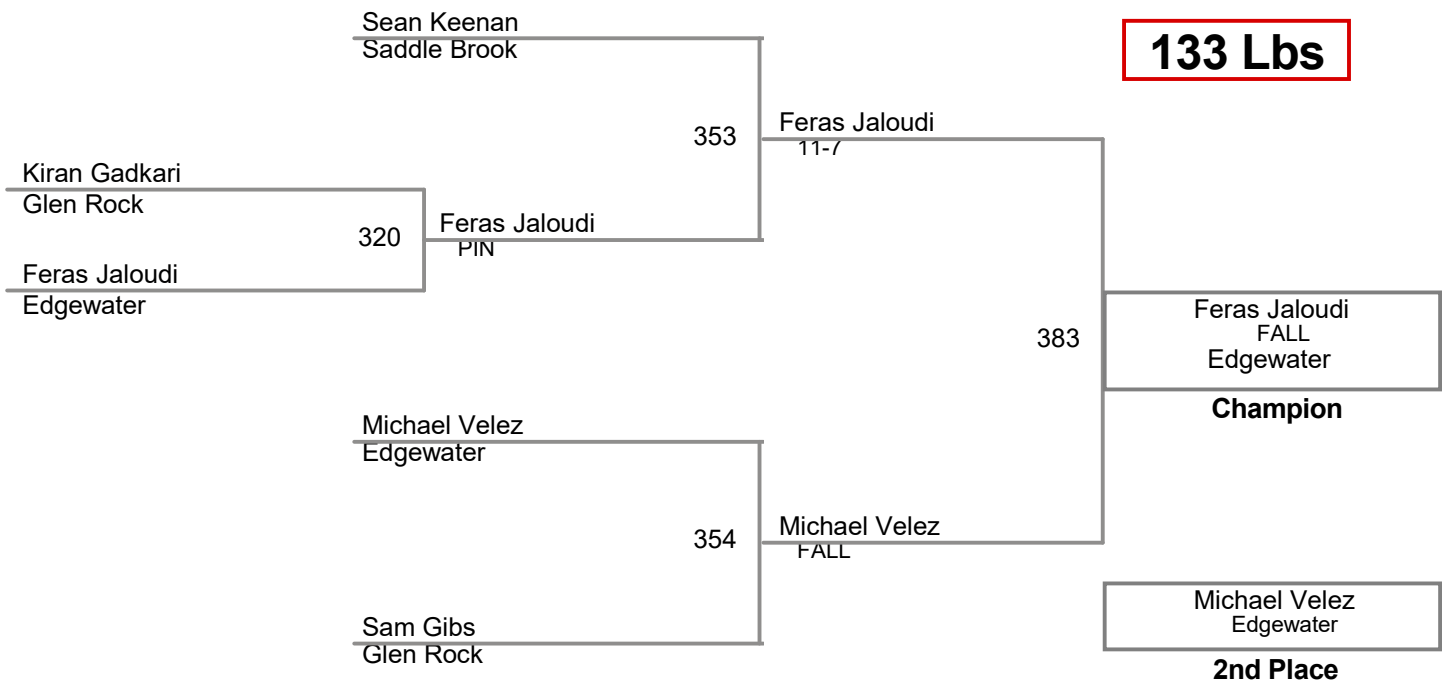 Sean Keenan
Saddle Brook
133 Lbs
353
Feras Jaloudi
11-7
Kiran Gadkari
Glen Rock
320
Feras Jaloudi
PIN
Feras Jaloudi
Edgewater
383
Feras Jaloudi
FALL
Edgewater
Champion
Michael Velez
Edgewater
354
Michael Velez
FALL
Sam Gibs
Glen Rock
Michael Velez
Edgewater
2nd Place